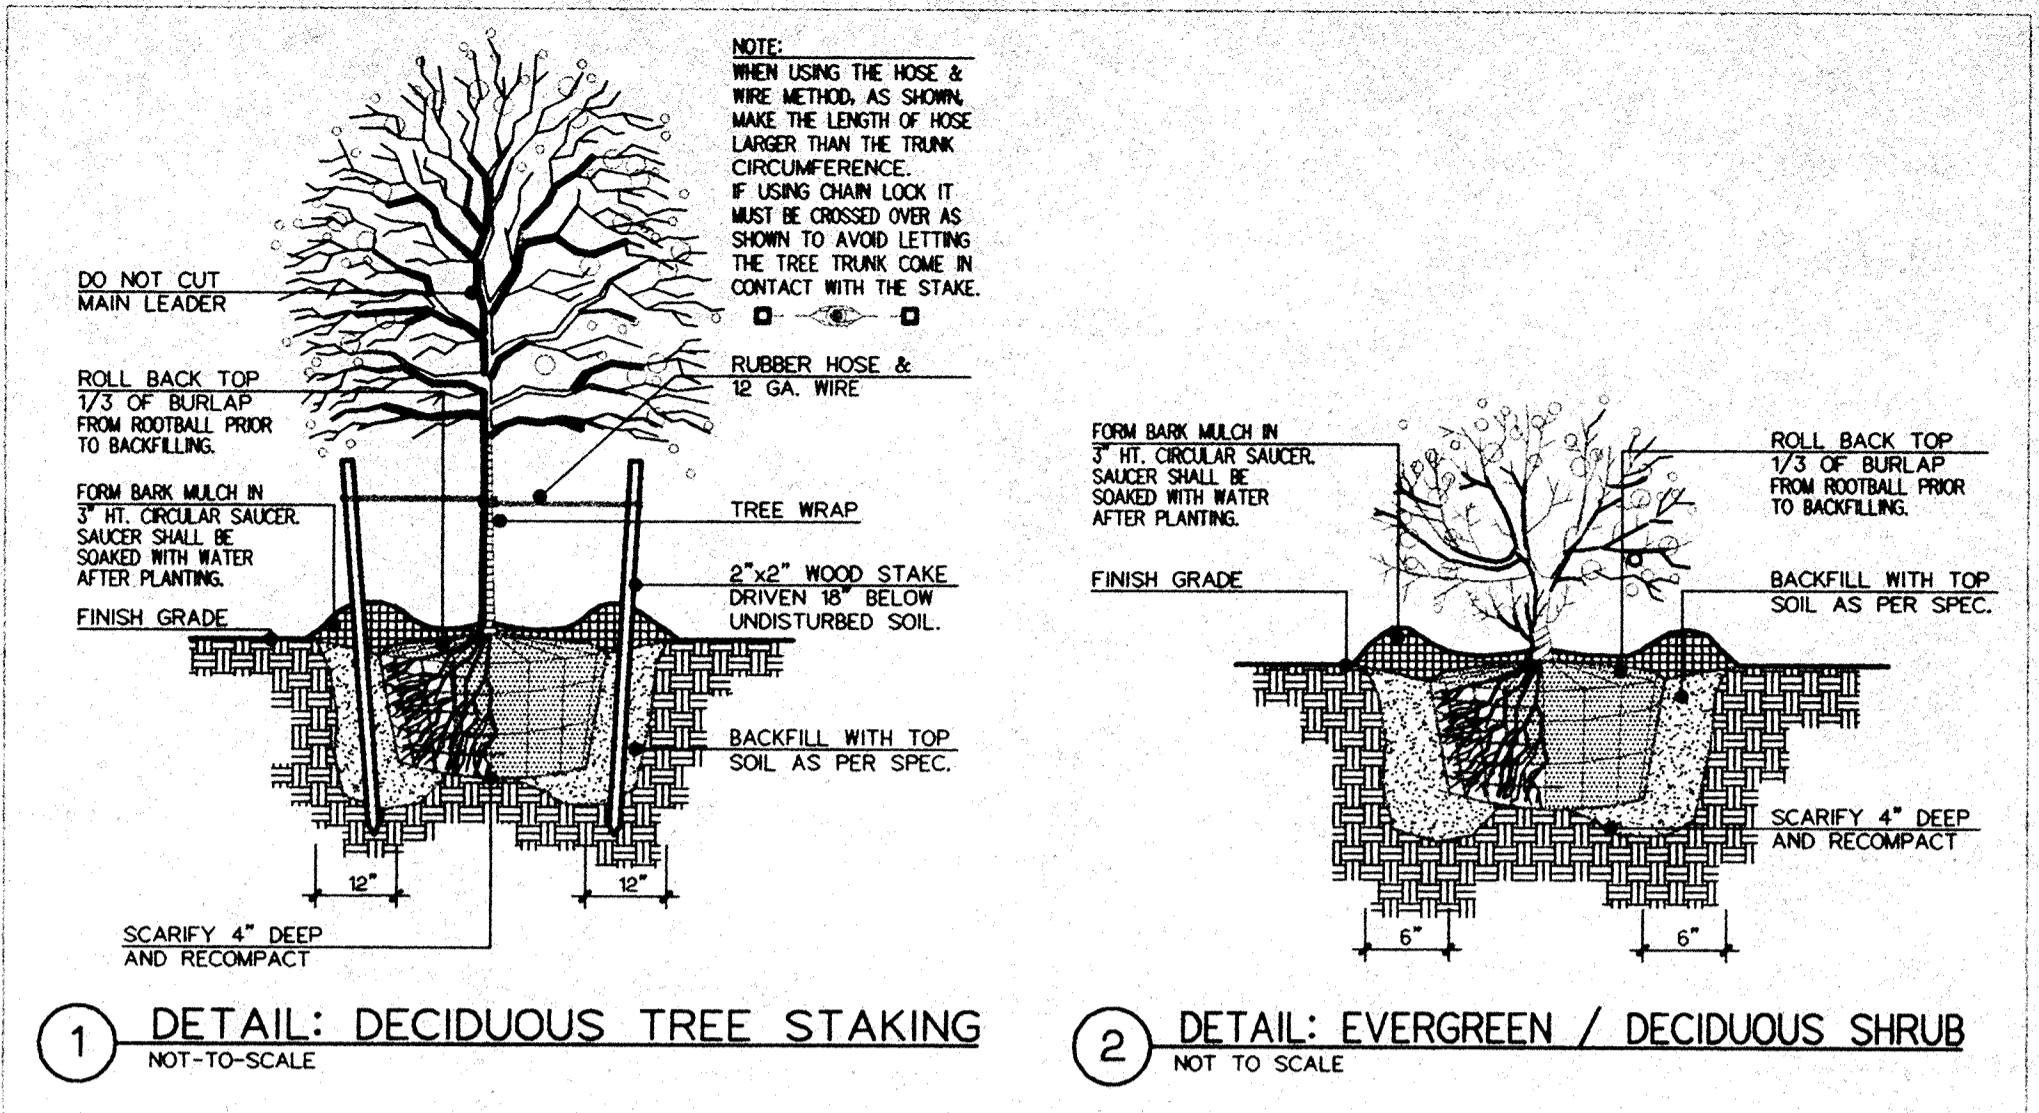 NOTE:
WHEN USING THE HOSE &
WIRE METHOD, AS SHOWN,
MAKE THE LENGTH OF HOSE
LARGER THAN THE TRUNK
CIRCUMFERENCE.
IF USING CHAIN LOCK IT
MUST BE CROSSED OVER AS
SHOWN TO AVOID LETTING
THE TREE TRUNK COME IN
CONTACT WITH THE STAKE.
DO NOT CUT
MAIN LEADER
ROLL BACK TOP
1/3 OF BURLAP
FROM ROOTBALL PRIOR
TO BACKFILLING.
FORM BARK MULCH IN
3" HT. CIRCULAR SAUCER.
SAUCER SHALL BE
SOAKED WITH WATER
AFTER PLANTING.
FINISH GRADE
RUBBER HOSE &
12 GA. WIRE
TREE WRAP
2"x2" WOOD STAKE
DRIVEN 18" BELOW
UNDISTURBED SOIL.
BACKFILL WITH TOP
SOIL AS PER SPEC.
12"
12"
SCARIFY 4" DEEP
AND RECOMPACT
1
DETAIL: DECIDUOUS TREE STAKING
NOT-TO-SCALE
FORM BARK MULCH IN
3" HT. CIRCULAR SAUCER.
SAUCER SHALL BE
SOAKED WITH WATER
AFTER PLANTING.
FINISH GRADE
ROLL BACK TOP
1/3 OF BURLAP
FROM ROOTBALL PRIOR
TO BACKFILLING.
BACKFILL WITH TOP
SOIL AS PER SPEC.
SCARIFY 4" DEEP
AND RECOMPACT
6"
6"
2
DETAIL: EVERGREEN / DECIDUOUS SHRUB
NOT TO SCALE